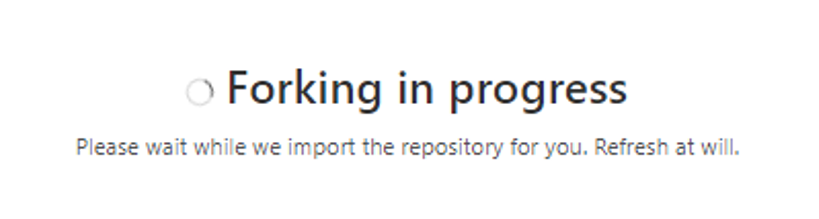 Forking in progress
Please wait while we import the repository for you. Refresh at will.